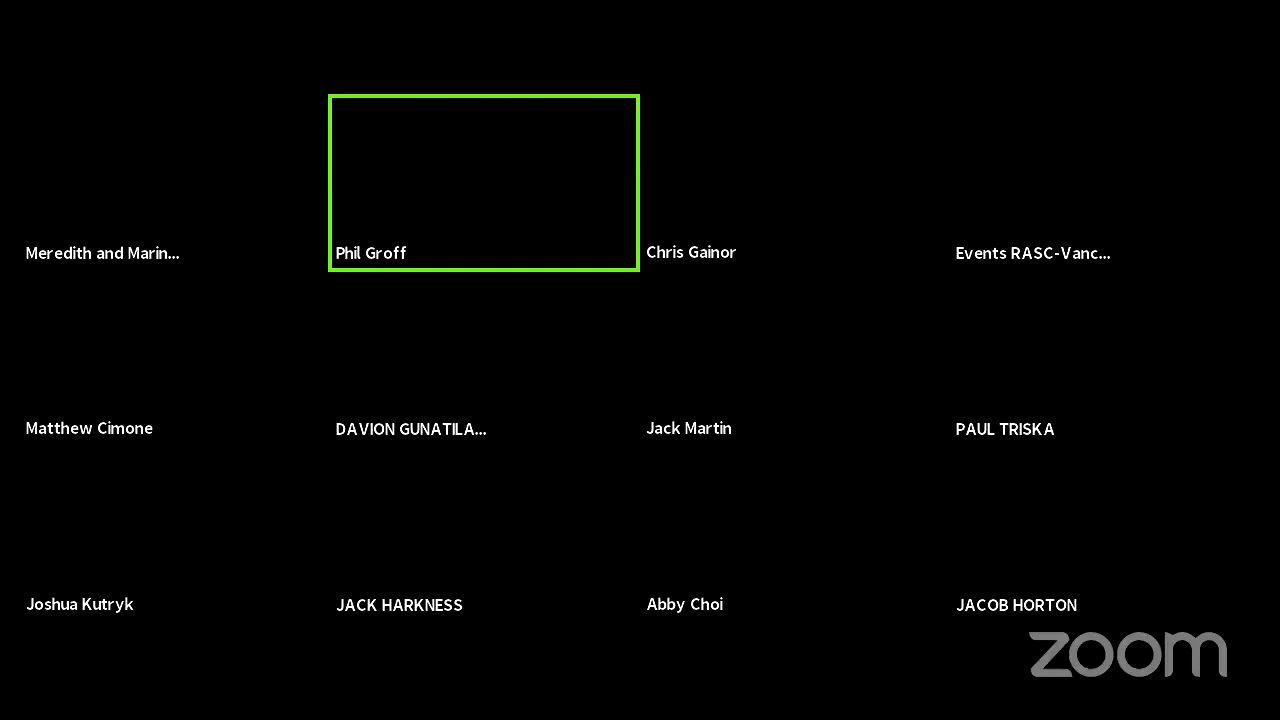 Meredith and Marin...
Phil Groff
Chris Gainor
Events RASC-Vanc...
Matthew Cimone
DAVION GUNATILA...
Jack Martin
PAUL TRISKA
Joshua Kutryk
JACK HARKNESS
Abby Choi
JACOB HORTON
zoom